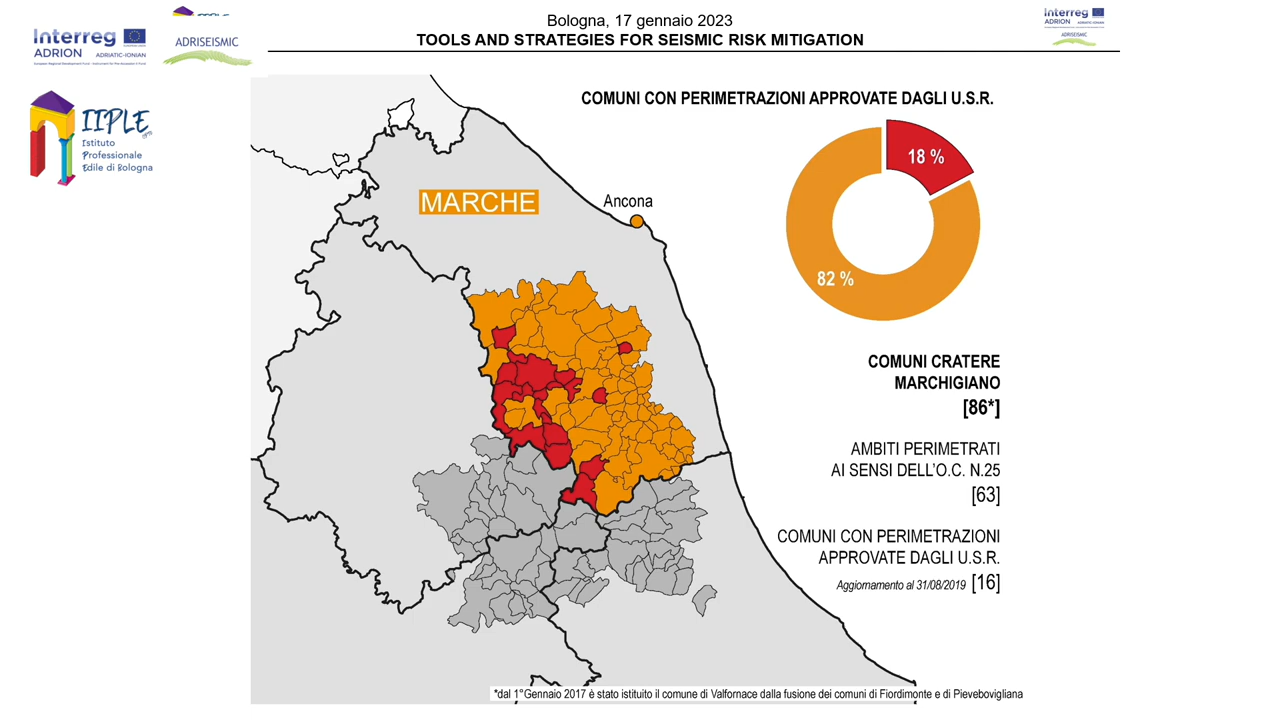 Bologna, 17 gennaio 2023
TOOLS AND STRATEGIES FOR SEISMIC RISK MITIGATION
Interreg
ADRION
ADRIATIC-IONIAN
ADRISEISMIC
Interreg
ADRION
ADRIATIC-IONIAN
ADRISEISMIC
IIPLE
Istituto
Professionale
Edile di Bologna
COMUNI CON PERIMETRAZIONI APPROVATE DAGLI U.S.R.
18 %
82 %
MARCHE
Ancona
COMUNI CRATERE
MARCHIGIANO
[86*]
AMBITI PERIMETRATI
AI SENSI DELL'O.C. N.25
[63]
COMUNI CON PERIMETRAZIONI
APPROVATE DAGLI U.S.R.
Aggiornamento al 31/08/2019 [16]
*dal 1°Gennaio 2017 è stato istituito il comune di Valfornace dalla fusione dei comuni di Fiordimonte e di Pievebovigliana